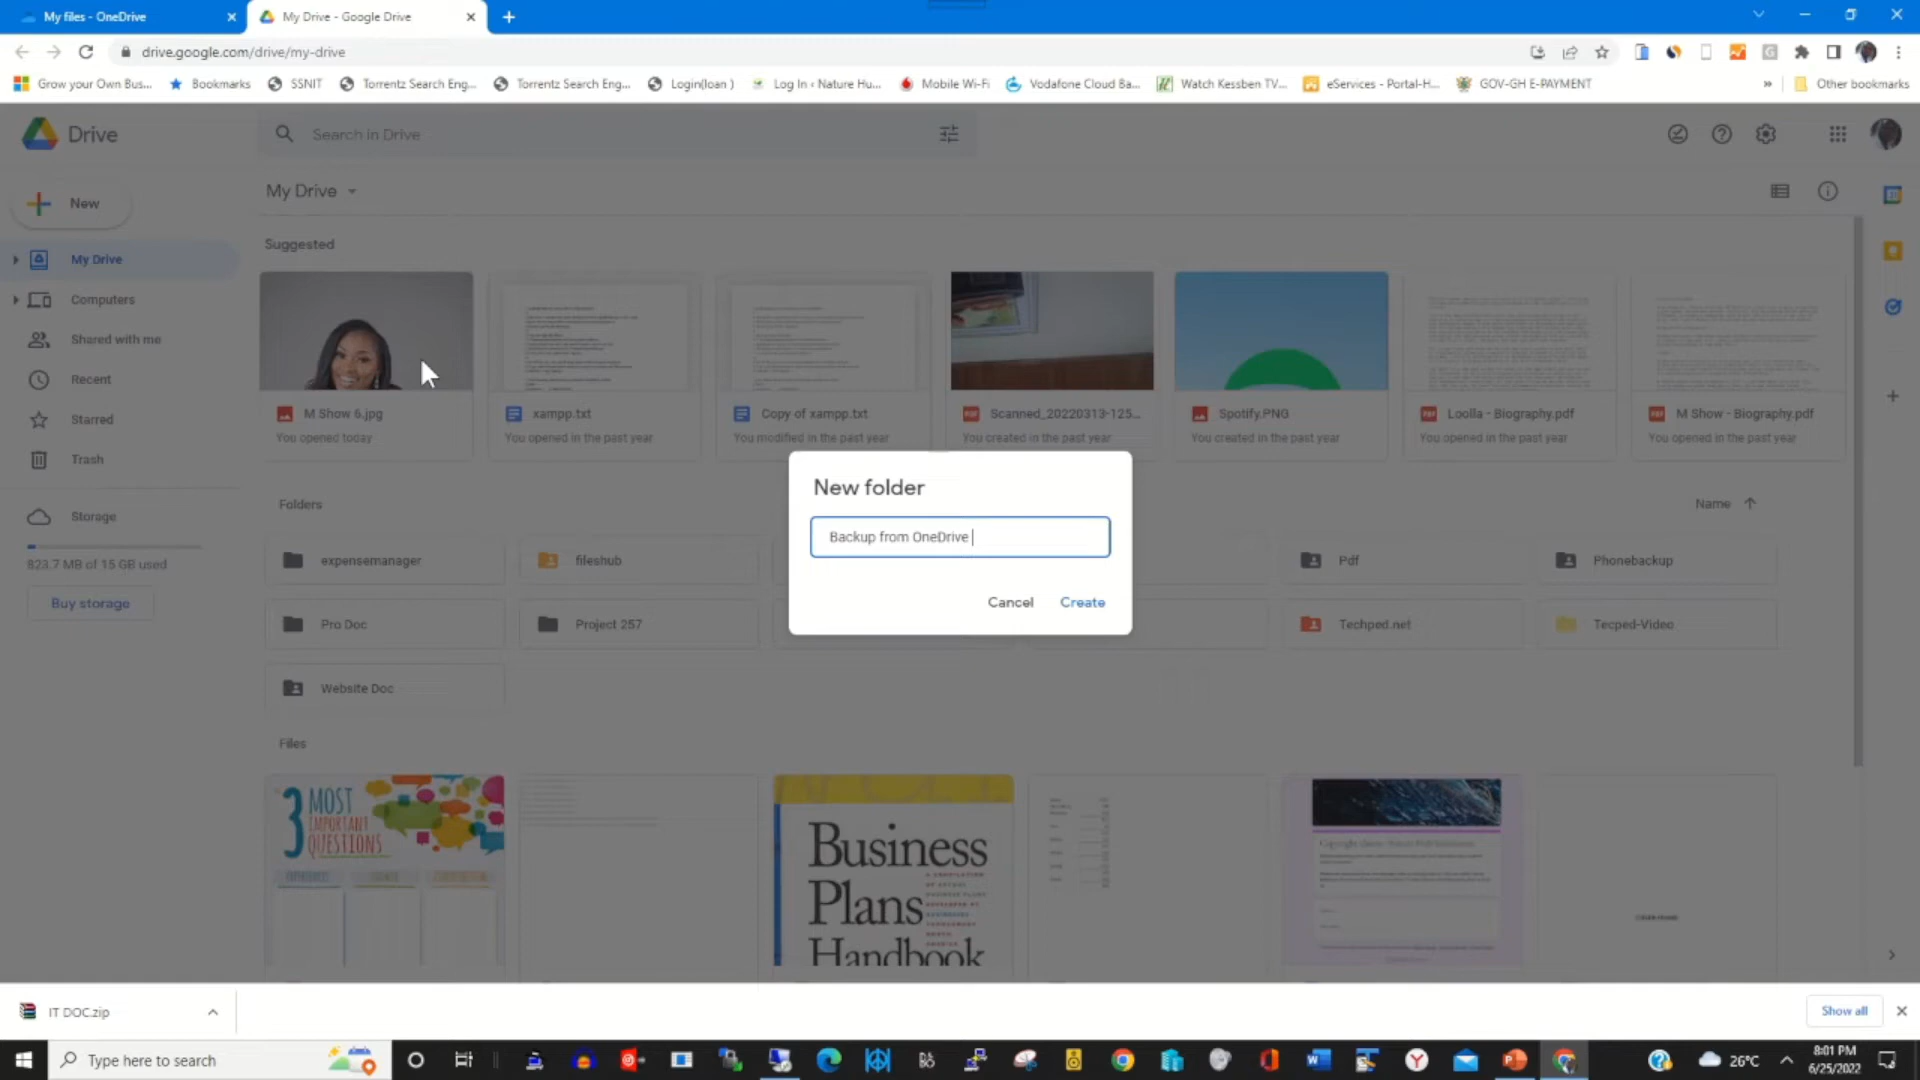 My files - OneDrive
My Drive - Google Drive
drive.google.com/drive/my-drive
Grow your Own Bus...
Bookmarks
SSNIT
Torrentz Search Eng...
Torrentz Search Eng...
Login(loan )
Log In ‹ Nature Hu...
Mobile Wi-Fi
Vodafone Cloud Ba...
Watch Kessben TV...
eServices - Portal-H...
GOV-GH E-PAYMENT
»
Other bookmarks
Drive
Search in Drive
New
My Drive
Suggested
My Drive
Computers
Shared with me
Recent
Starred
Trash
Storage
823.7 MB of 15 GB used
Buy storage
M Show 6.jpg
You opened today
xampp.txt
You opened in the past year
Copy of xampp.txt
You modified in the past year
Scanned_20220313-125...
You created in the past year
Spotify.PNG
You created in the past year
Loolla - Biography.pdf
You opened in the past year
M Show - Biography.pdf
You opened in the past year
New folder
Backup from OneDrive
Cancel
Create
Folders
Name
expensemanager
fileshub
Pdf
Phonebackup
Pro Doc
Project 257
Techped.net
Tecped-Video
Website Doc
Files
3 MOST
IMPORTANT
QUESTIONS
Business
Plans
Handbook
IT DOC.zip
Show all
Type here to search
26°C
8:01 PM
6/25/2022